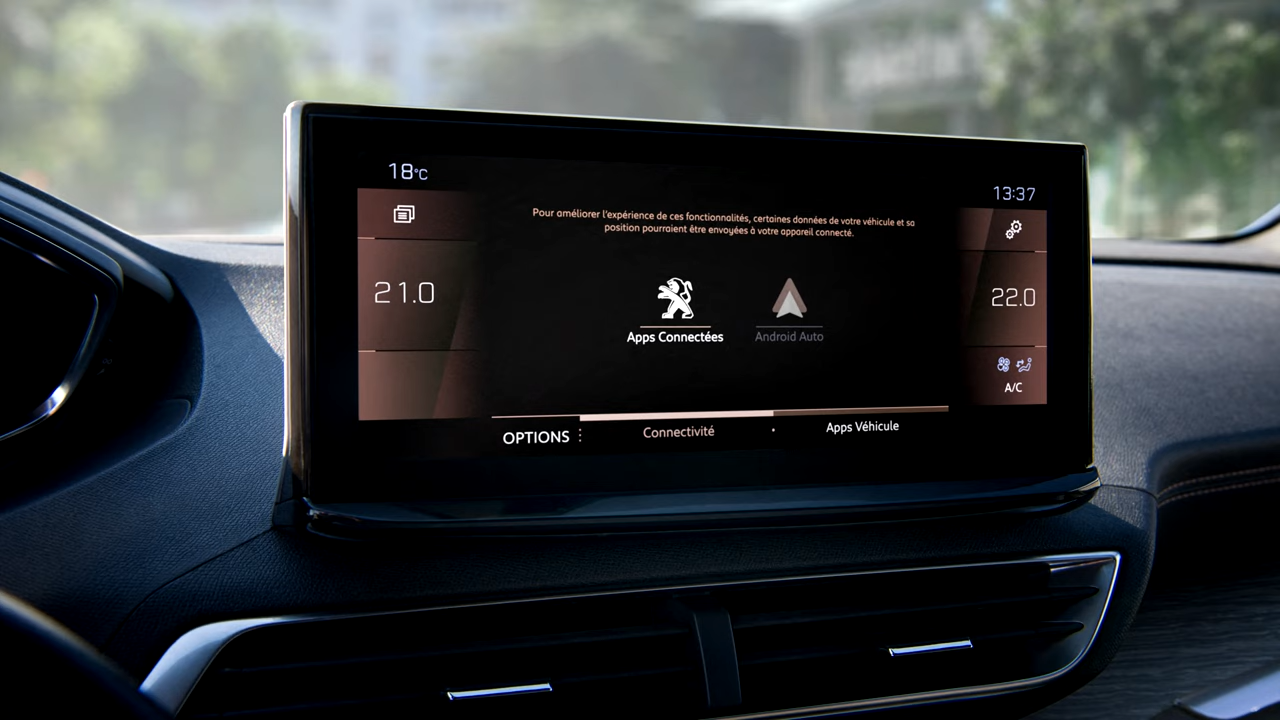 18°C
13:37
Pour améliorer l'expérience de ces fonctionnalités, certaines données de votre véhicule et sa
position pourraient être envoyées à votre appareil connecté.
21.0
22.0
Apps Connectées
Android Auto
A/C
OPTIONS
Connectivité
Apps Véhicule